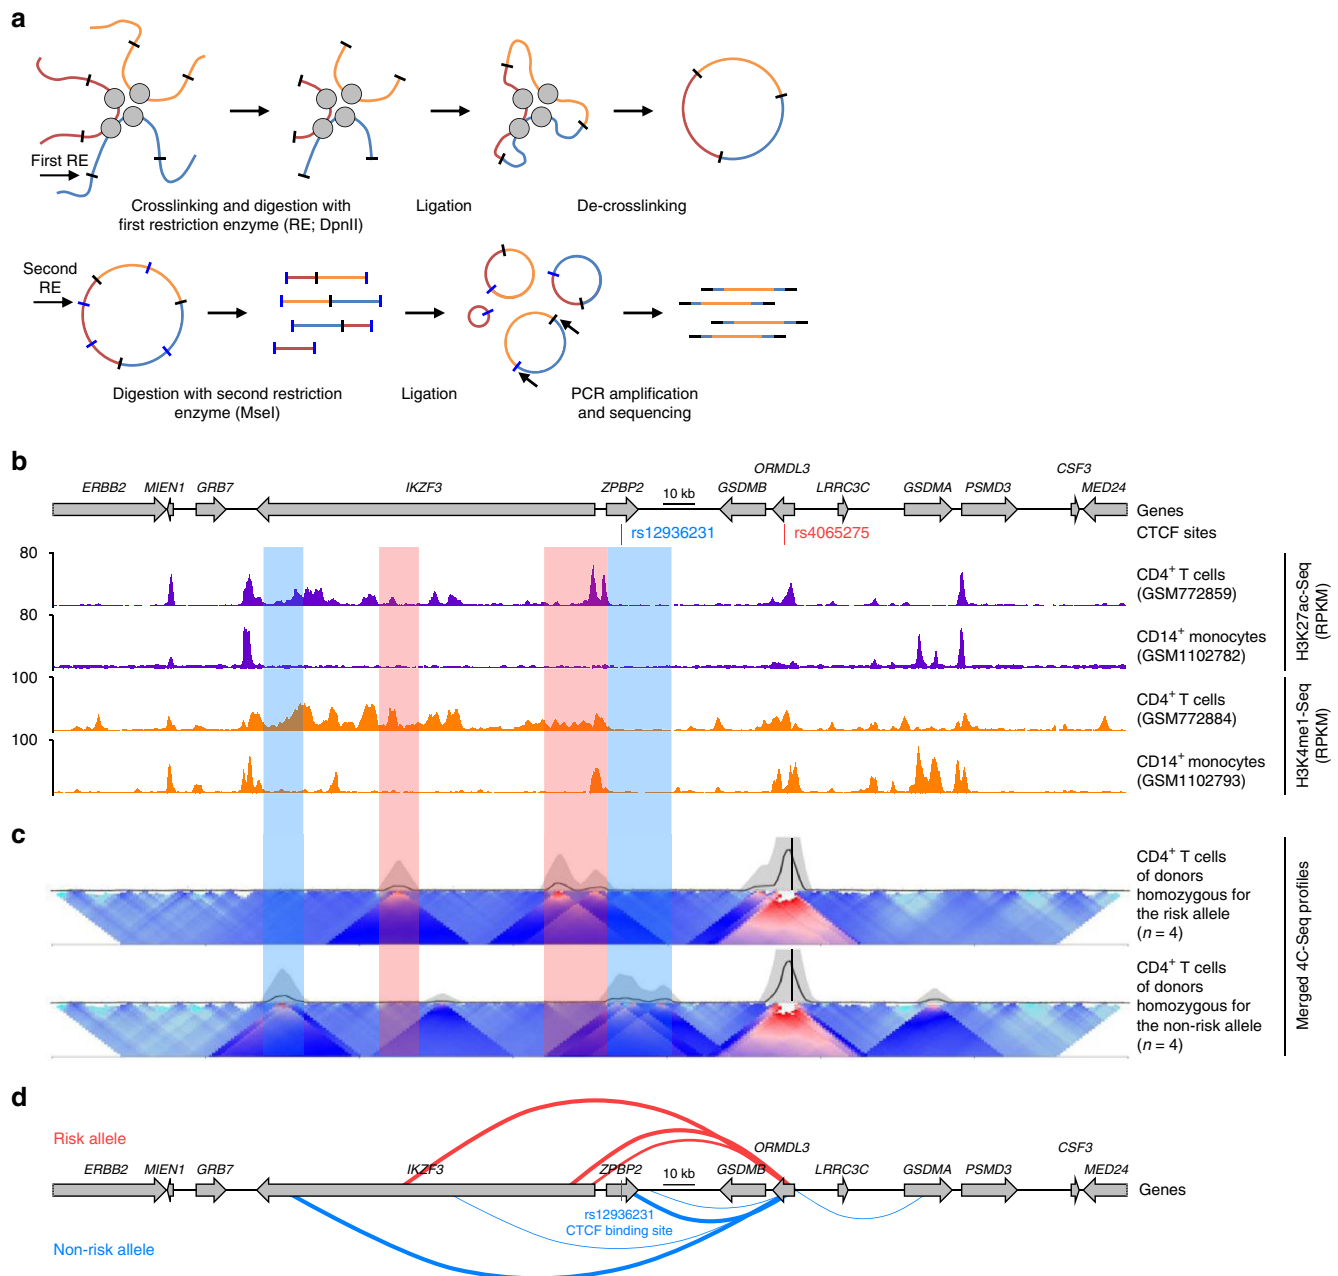 a
First RE
Crosslinking and digestion with
first restriction enzyme (RE; DpnII)
Ligation
De-crosslinking
Second
RE
Digestion with second restriction
enzyme (MseI)
Ligation
PCR amplification
and sequencing
b
ERBB2 MIEN1 GRB7 IKZF3 ZPBP2 10 kb GSDMB ORMDL3 LRRC3C GSDMA PSMD3 CSF3 MED24
Genes
CTCF sites
rs12936231
rs4065275
80
CD4+ T cells
(GSM772859)
80
CD14+ monocytes
(GSM1102782)
H3K27ac-Seq
(RPKM)
100
CD4+ T cells
(GSM772884)
100
CD14+ monocytes
(GSM1102793)
H3K4me1-Seq
(RPKM)
c
CD4+ T cells
of donors
homozygous for
the risk allele
(n = 4)
CD4+ T cells
of donors
homozygous for
the non-risk allele
(n = 4)
Merged 4C-Seq profiles
d
Risk allele
ERBB2 MIEN1 GRB7 IKZF3 ZPBP2 10 kb GSDMB ORMDL3 LRRC3C GSDMA PSMD3 CSF3 MED24
Genes
rs12936231
CTCF binding site
Non-risk allele